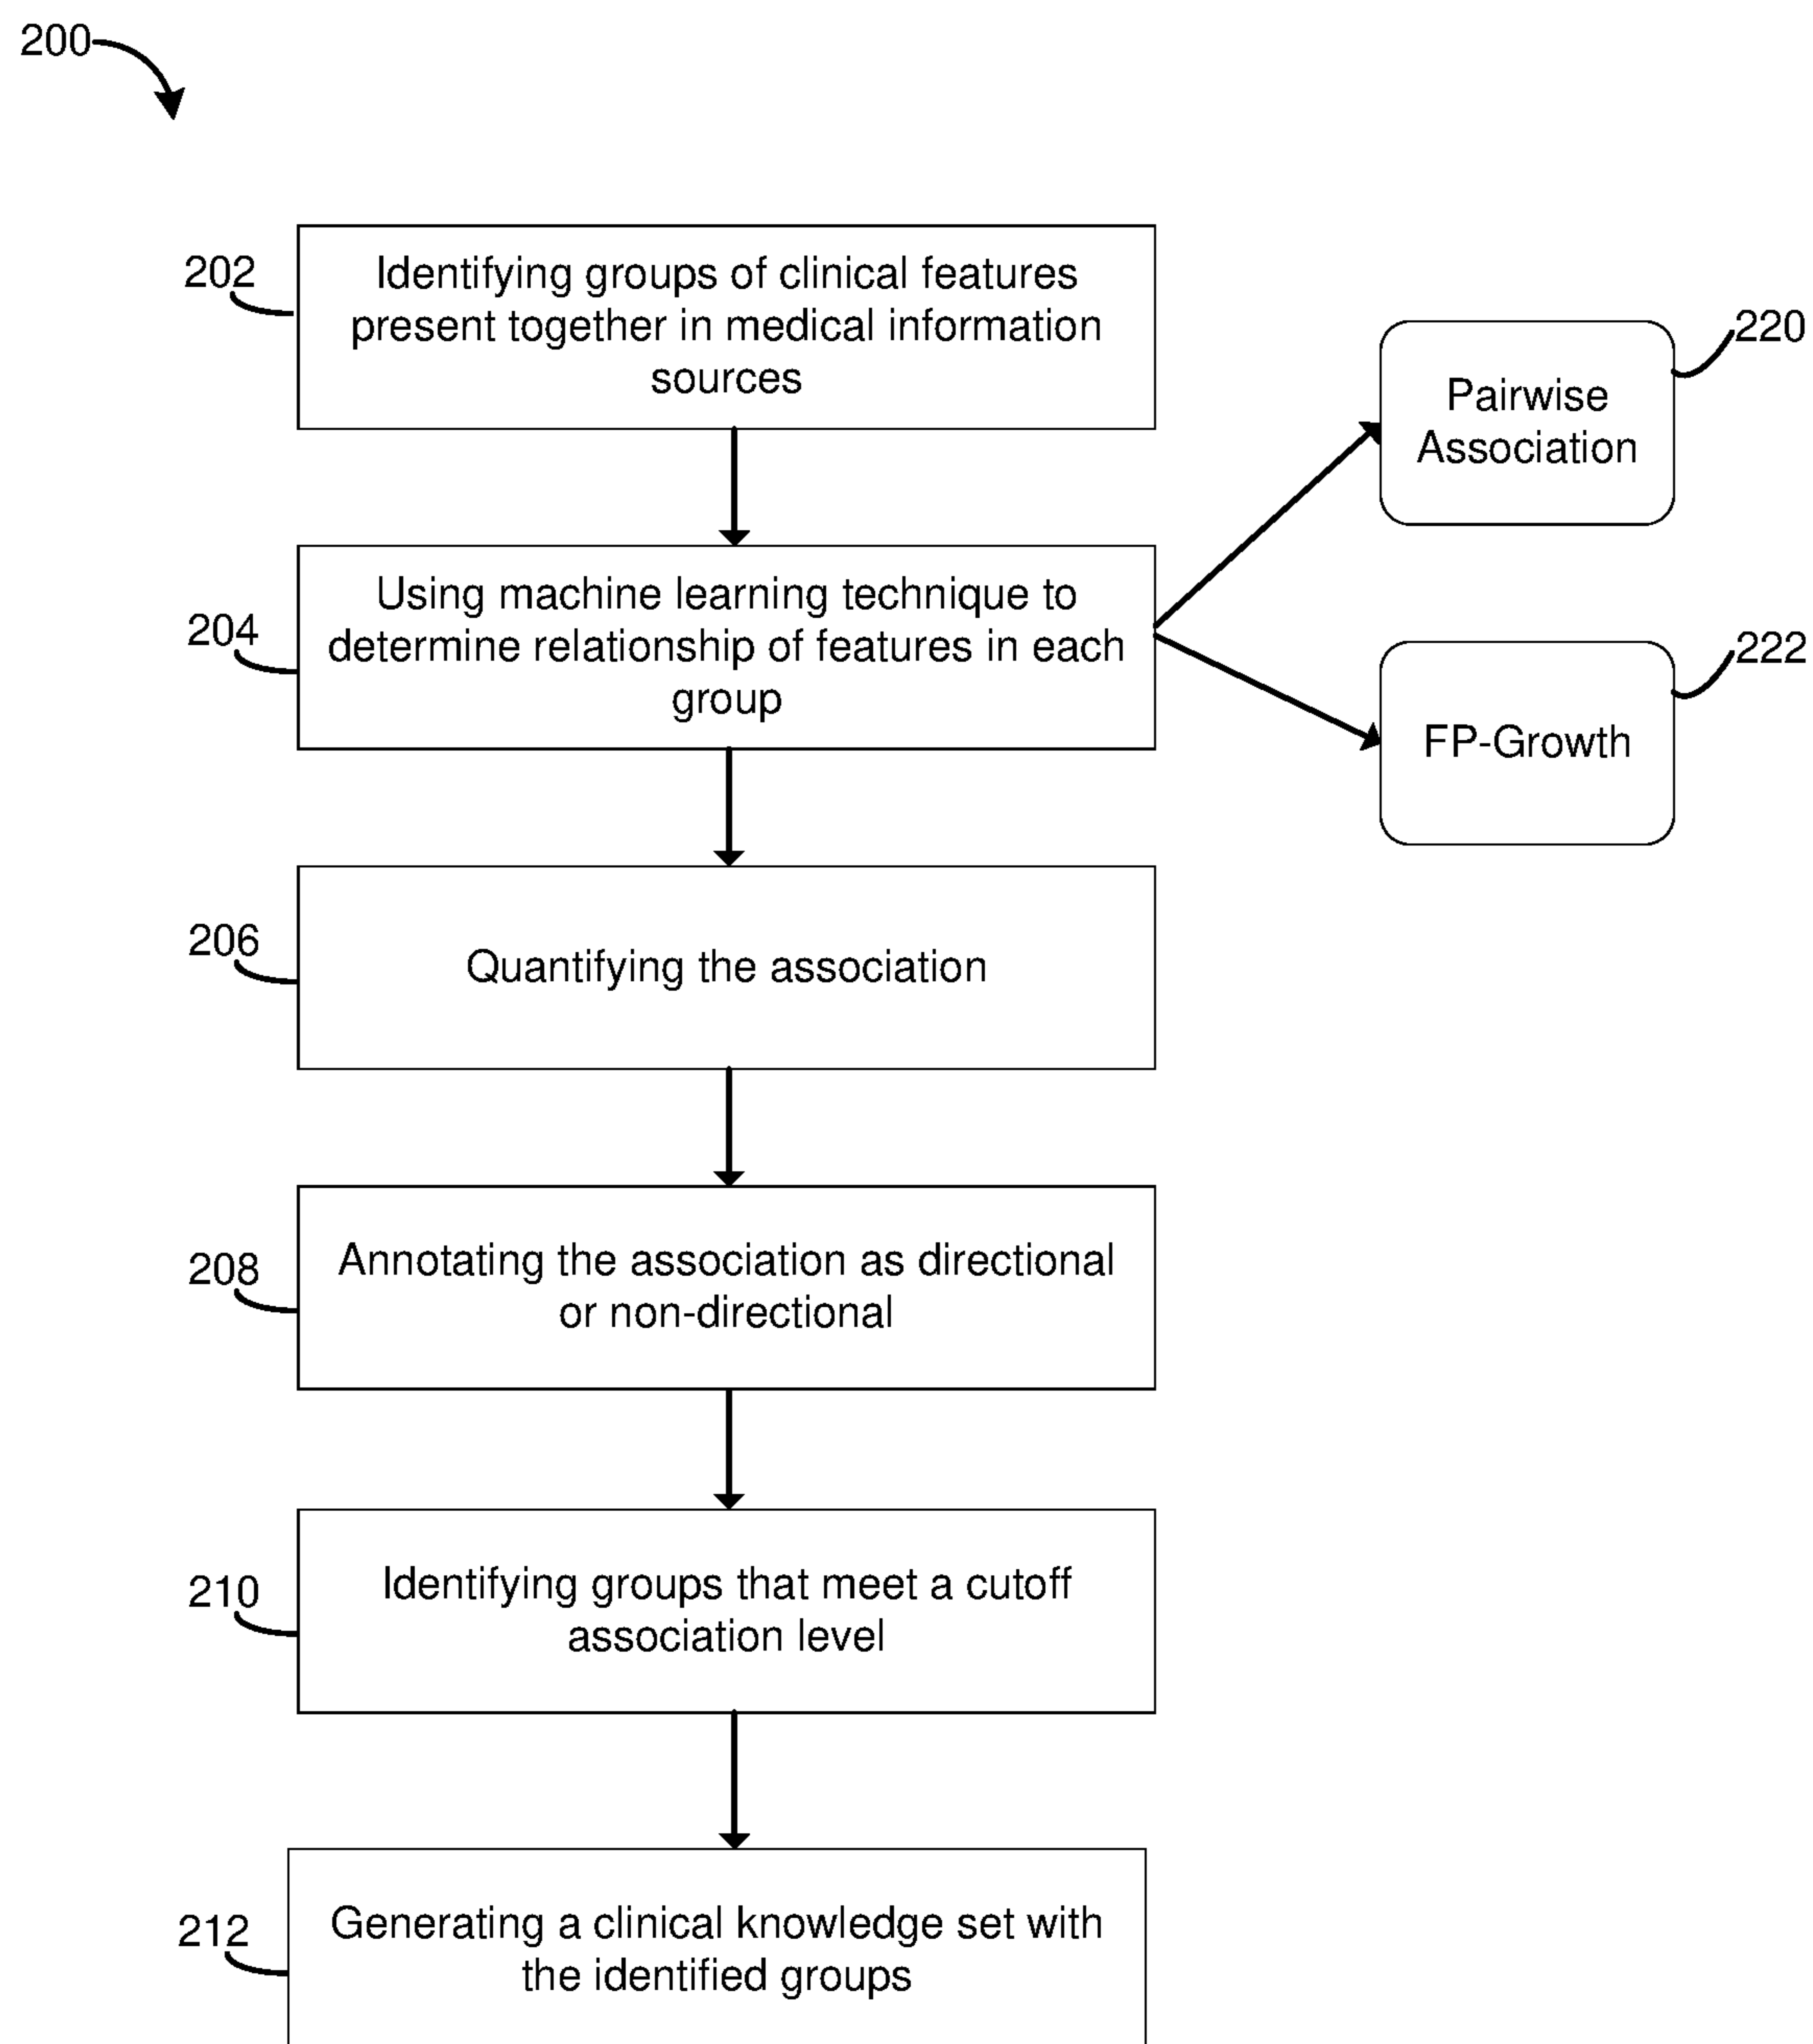 200
202
Identifying groups of clinical features
present together in medical information
sources
220
Pairwise
Association
204
Using machine learning technique to
determine relationship of features in each
group
222
FP-Growth
206
Quantifying the association
208
Annotating the association as directional
or non-directional
210
Identifying groups that meet a cutoff
association level
212
Generating a clinical knowledge set with
the identified groups